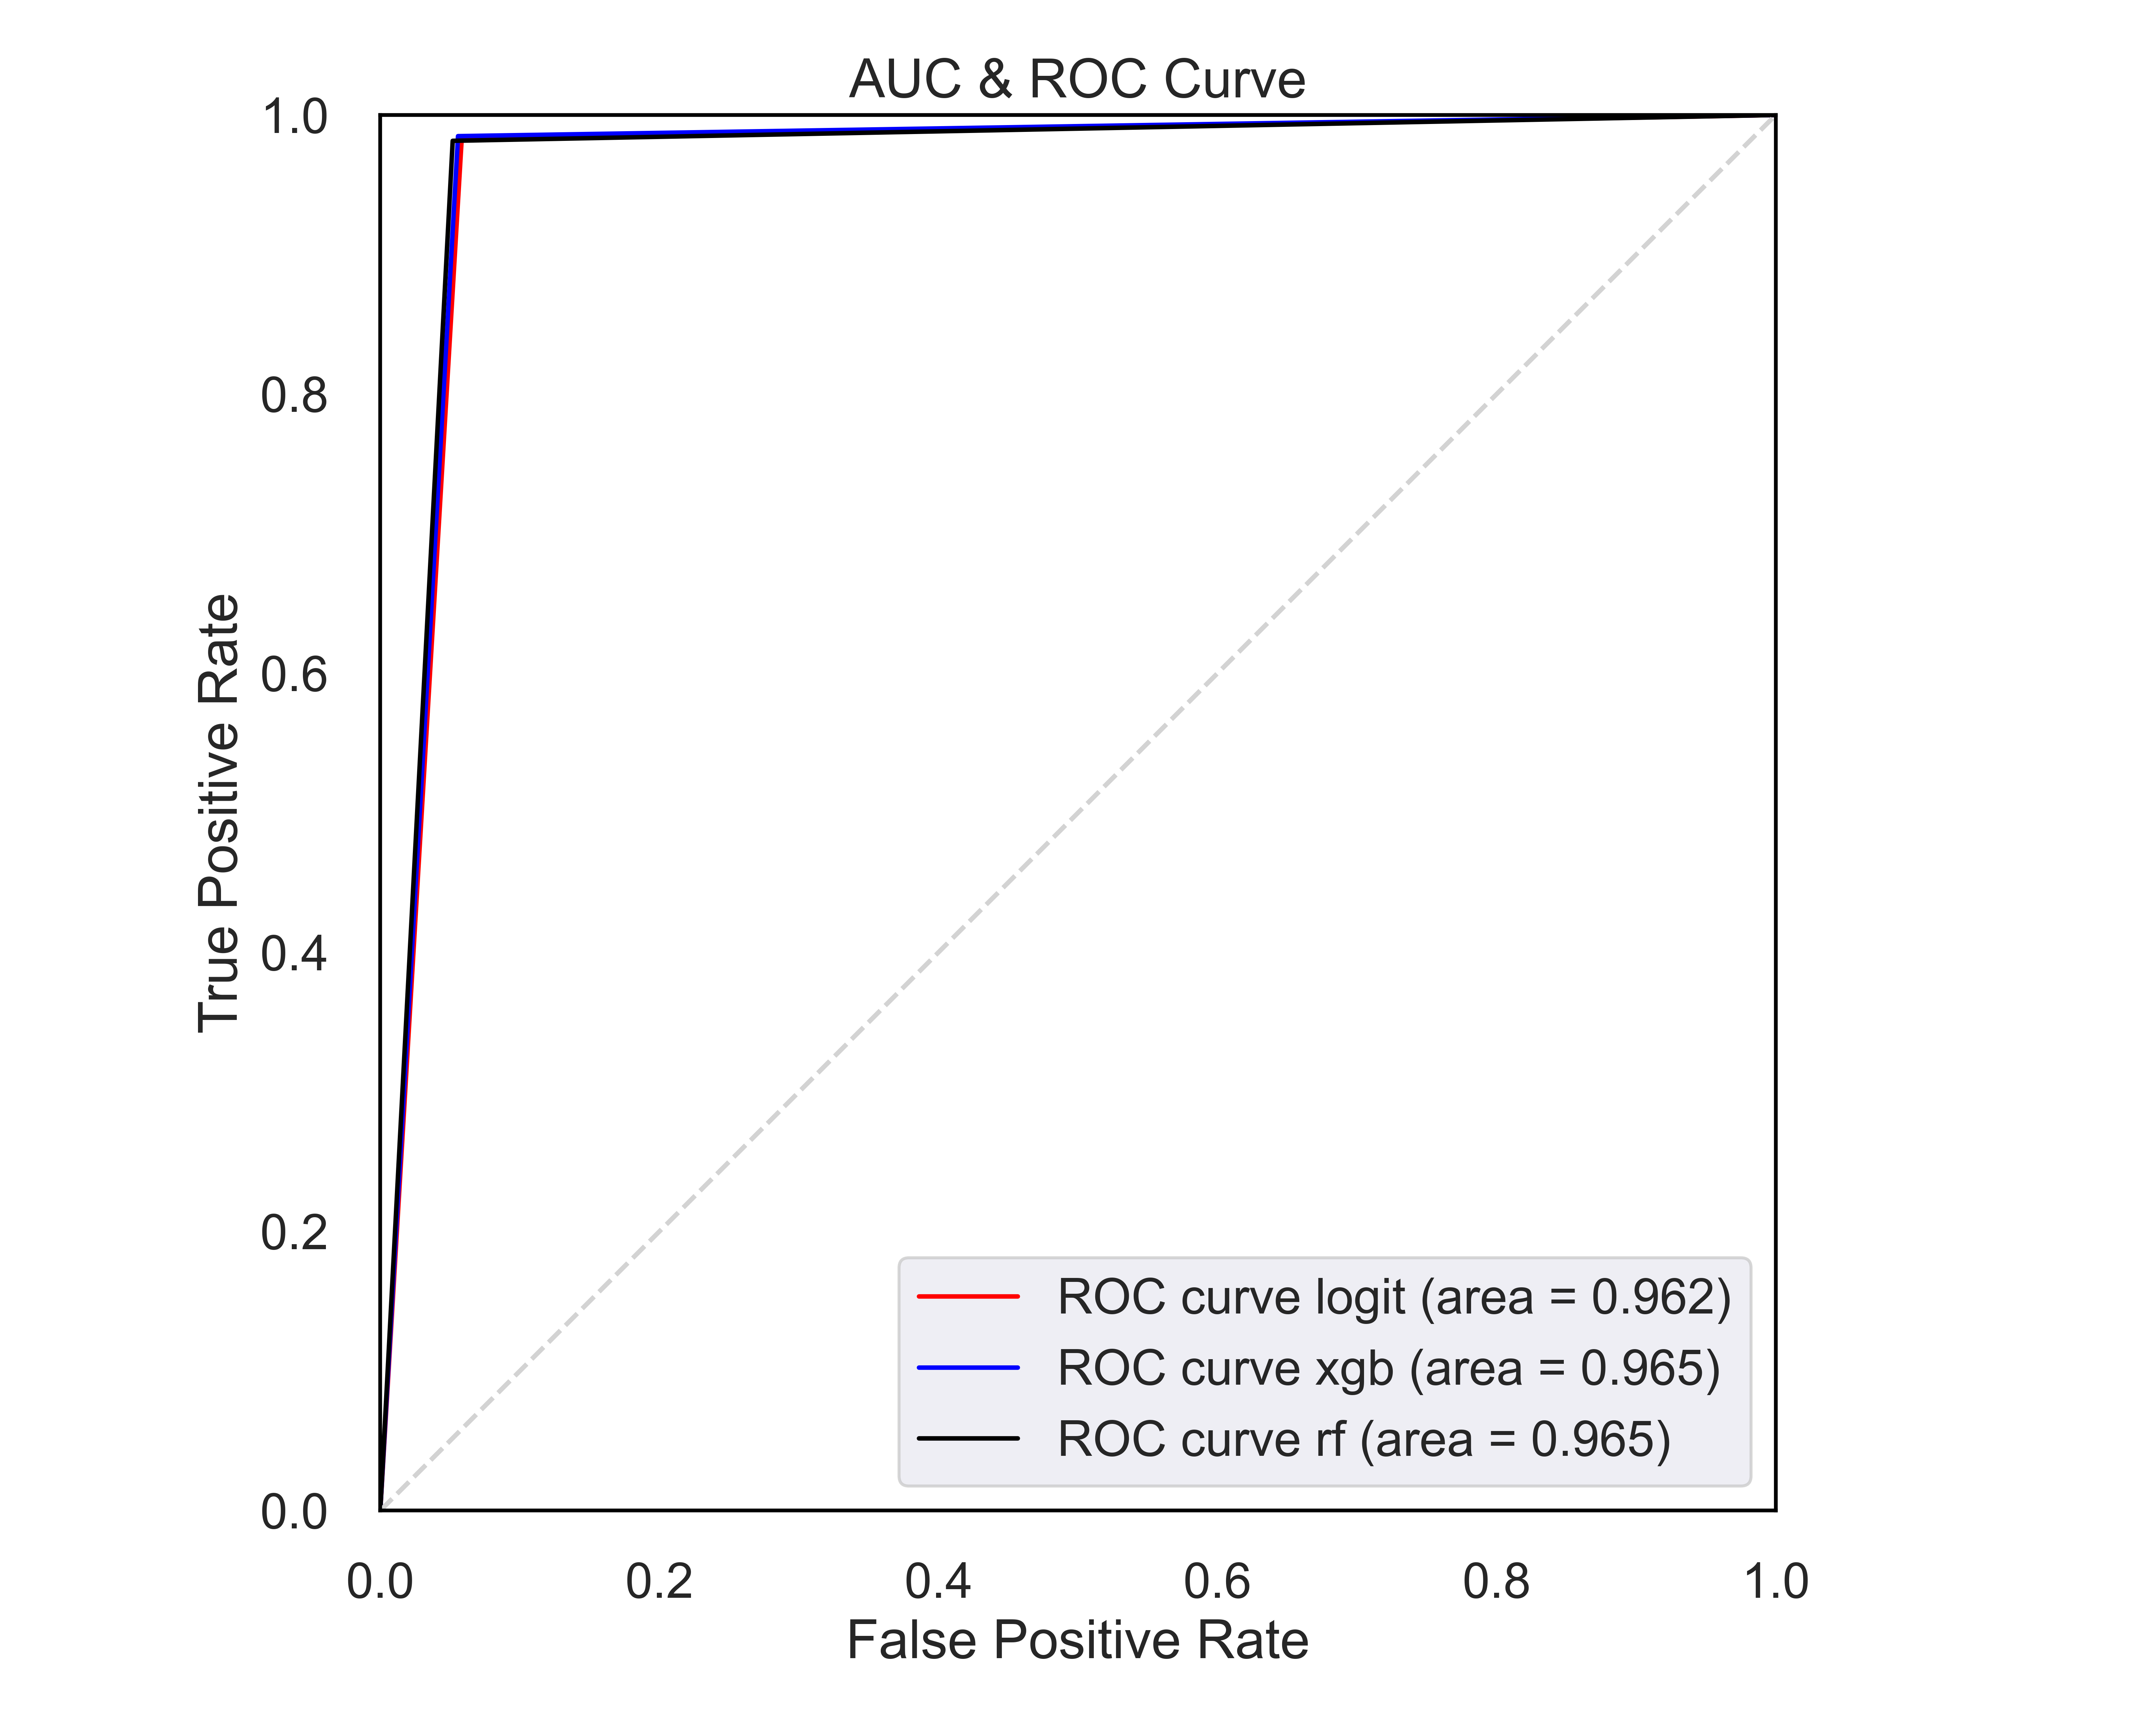 AUC & ROC Curve
1.0
0.8
0.6
0.4
0.2
0.0
True Positive Rate
ROC curve logit (area = 0.962)
ROC curve xgb (area = 0.965)
ROC curve rf (area = 0.965)
0.0 0.2 0.4 0.6 0.8 1.0
False Positive Rate